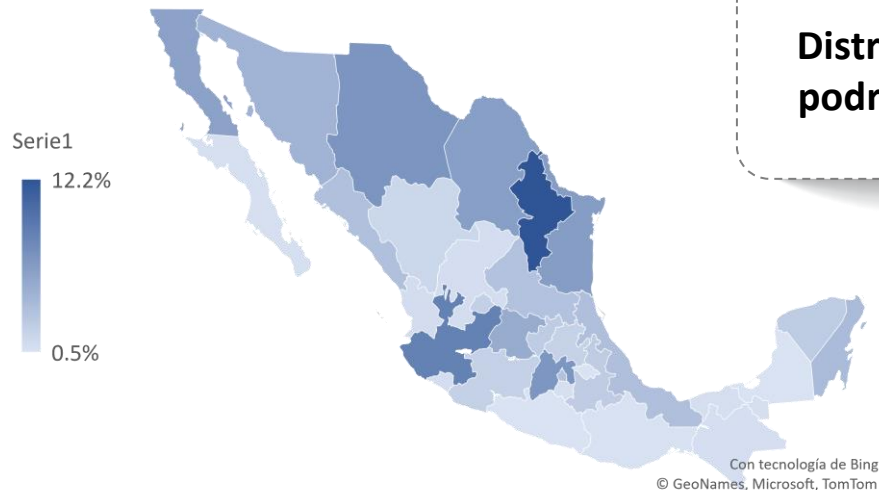 Distr
podr
Serie1
12.2%
0.5%
Con tecnología de Bing
© GeoNames, Microsoft, TomTom